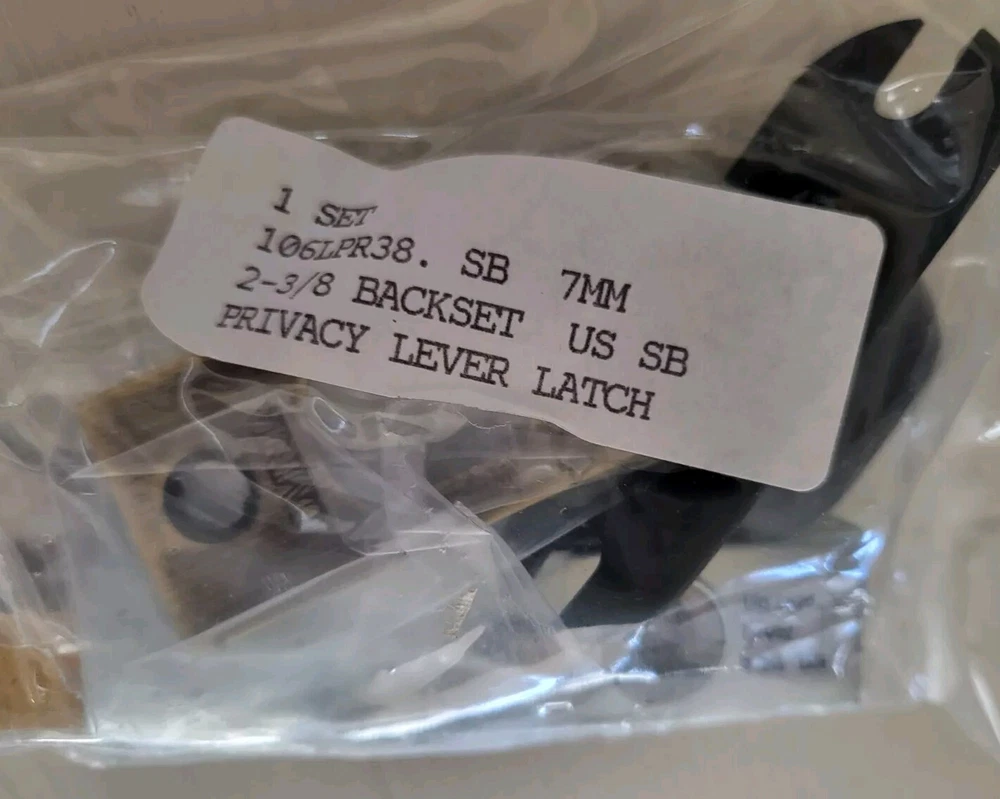 1 SET
106LPR38. SB 7MM
2-3/8 BACKSET US SB
PRIVACY LEVER LATCH